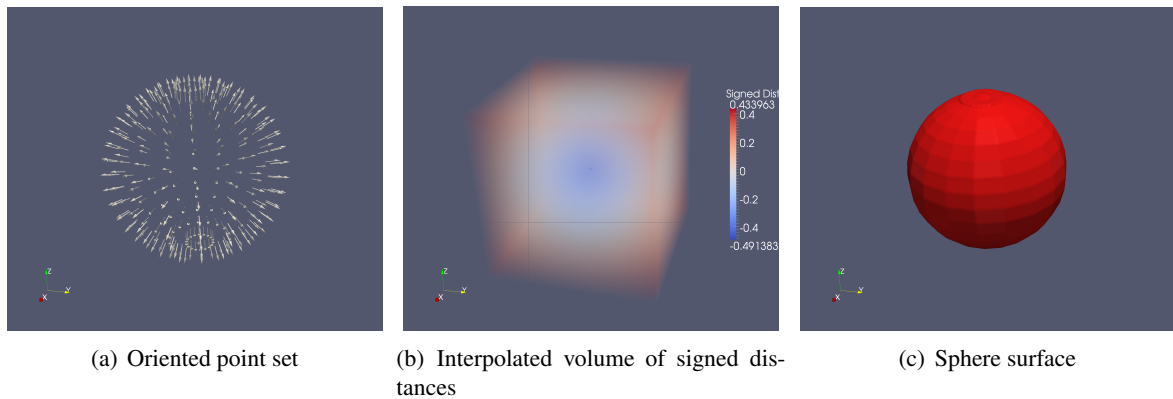 Z
X
Y
Signed Dist
0.433963
0.4
0.2
0
-0.2
-0.4
-0.491383
Z
X
Y
Z
X
Y
(a) Oriented point set
(b) Interpolated volume of signed dis-
tances
(c) Sphere surface